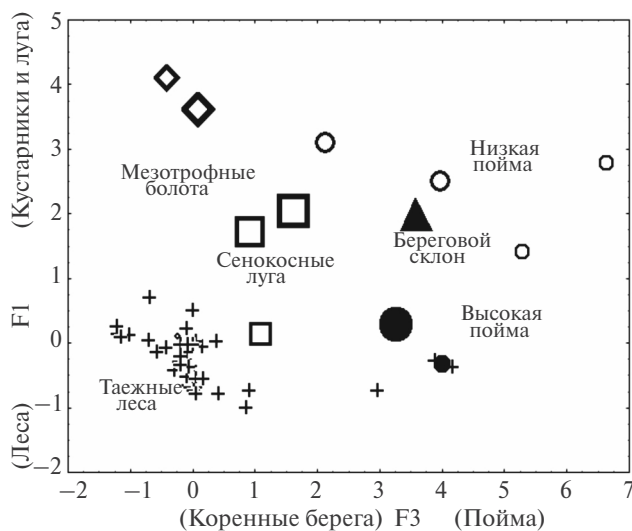 5
4
3
2
1
0
−1
−2
(Леса) F1 (Кустарники и луга)
Мезотрофные
болота
Низкая
пойма
Сенокосные
луга
Береговой
склон
Высокая
пойма
Таежные
леса
−2 −1 0 1 2 3 4 5 6 7
(Коренные берега) F3 (Пойма)